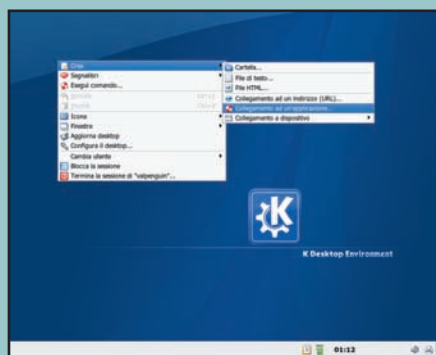 Crea
Segnalibri
Esegui comando...
Annulla
Incolla
Icone
Finestre
Aggiorna desktop
Configura il desktop...
Cambia utente
Blocca la sessione
Termina la sessione di "valpenguin"...
Cartella...
File di testo...
File HTML...
Collegamento ad un indirizzo (URL)...
Collegamento ad un'applicazione...
Collegamento a dispositivo
K Desktop Environment
01:12